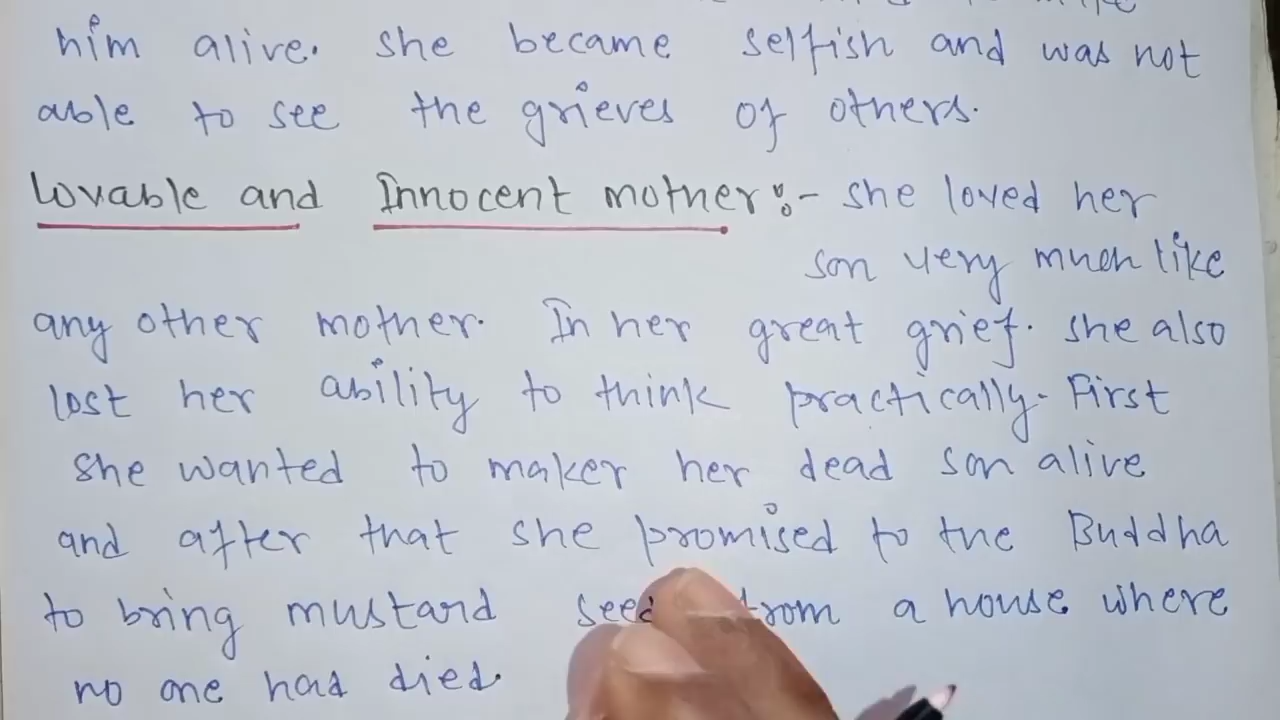 him alive. she became selfish and was not
able to see the grieves of others.
Lovable and Innocent mother:- she loved her
son very much like
any other mother. In her great grief. she also
lost her ability to think practically. First
she wanted to maker her dead son alive
and after that she promised to the Buddha
to bring mustard from a house where
no one had died.